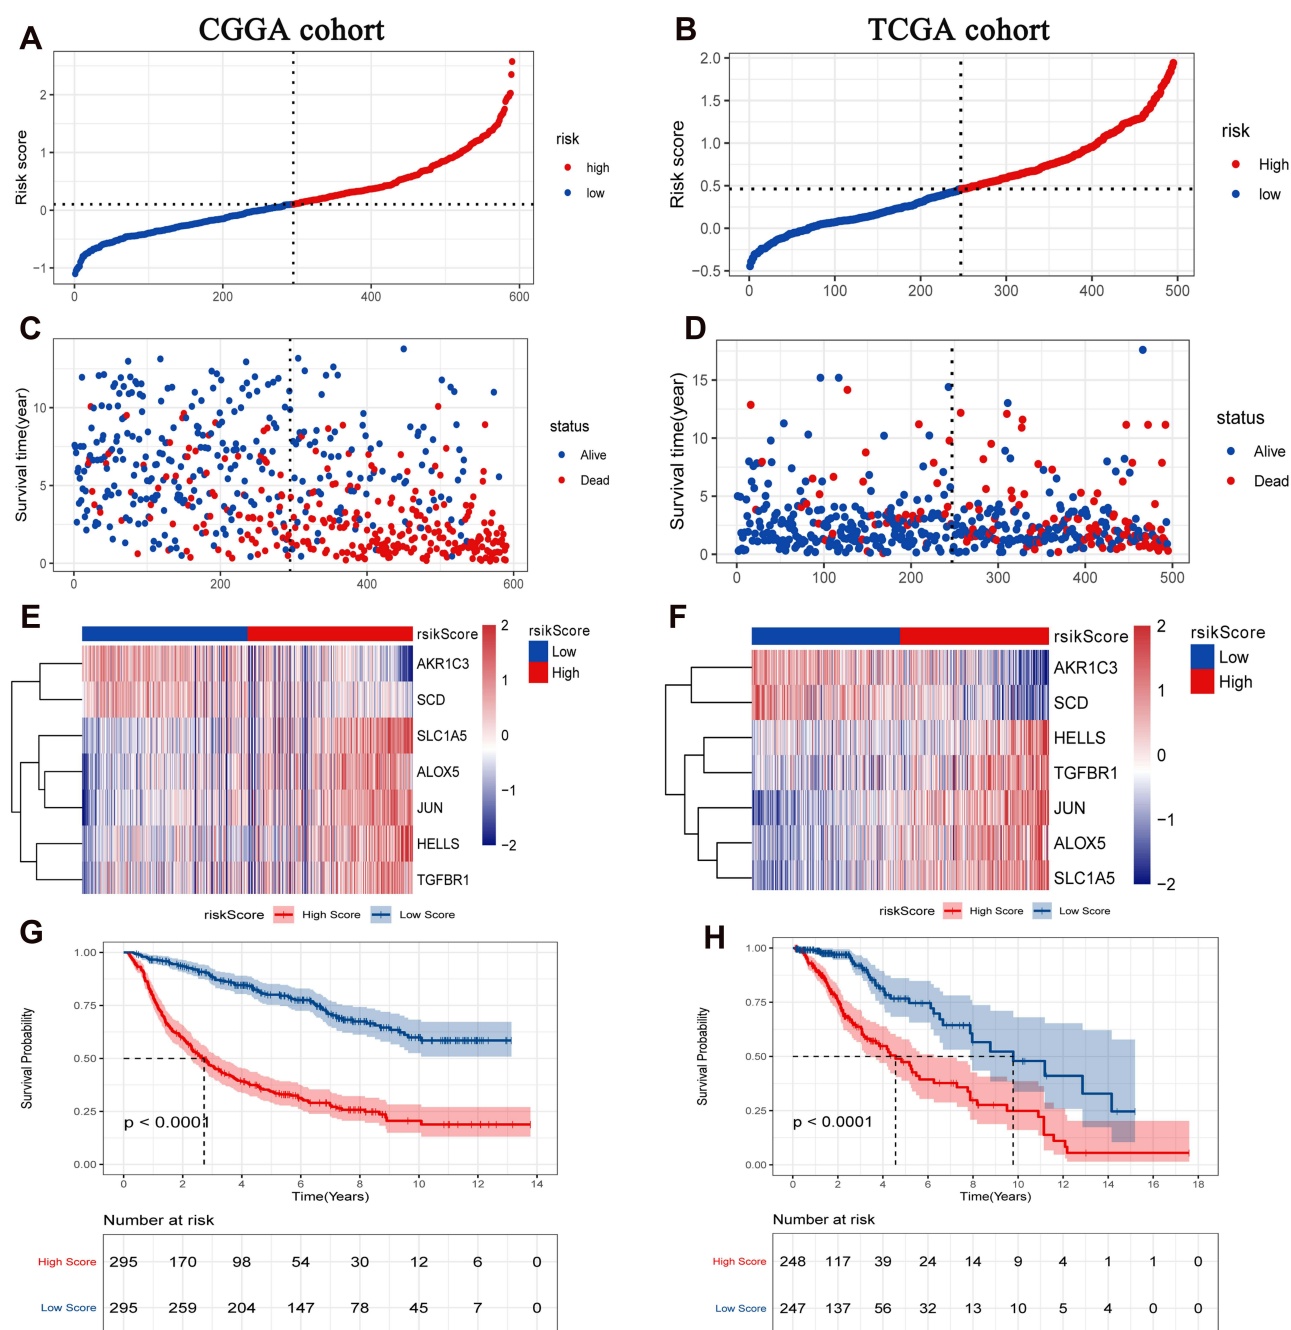 CGGA cohort
TCGA cohort
A
Risk score
2
1
0
−1
0 200 400 600
risk
high
low
B
Risk score
2.0
1.5
1.0
0.5
0.0
−0.5
0 100 200 300 400 500
risk
High
low
C
Survival time(year)
10
5
0
0 200 400 600
status
Alive
Dead
D
Survival time(year)
15
10
5
0
0 100 200 300 400 500
status
Alive
Dead
E
rsikScore
AKR1C3
SCD
SLC1A5
ALOX5
JUN
HELLS
TGFBR1
2
1
0
−1
−2
rsikScore
Low
High
F
rsikScore
AKR1C3
SCD
HELLS
TGFBR1
JUN
ALOX5
SLC1A5
2
1
0
−1
−2
rsikScore
Low
High
G
riskScore High Score Low Score
Survival Probability
1.00
0.75
0.50
0.25
0.00
p < 0.0001
0 2 4 6 8 10 12 14
Time(Years)
Number at risk
High Score 295 170 98 54 30 12 6 0
Low Score 295 259 204 147 78 45 7 0
H
riskScore High Score Low Score
Survival Probability
1.00
0.75
0.50
0.25
0.00
p < 0.0001
0 2 4 6 8 10 12 14 16 18
Time(Years)
Number at risk
High Score 248 117 39 24 14 9 4 1 1 0
Low Score 247 137 56 32 13 10 5 4 0 0